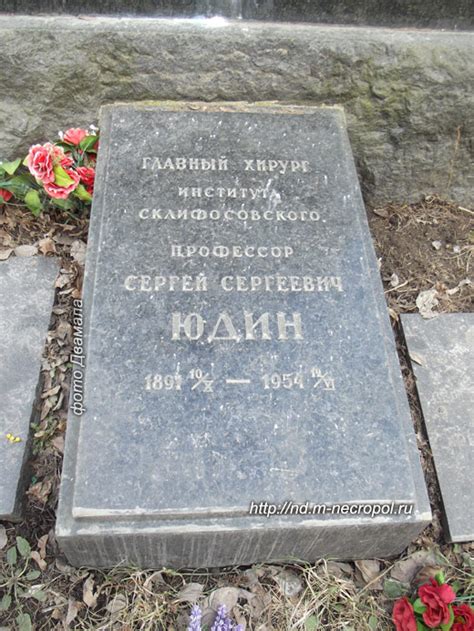 ГЛАВНЫЙ ХИРУРГ
ИНСТИТУТА
СКЛИФОСОВСКОГО.
ПРОФЕССОР
СЕРГЕЙ СЕРГЕЕВИЧ
ЮДИН
1891 10/X — 1954 12/VI
фото Двамала
http://nd.m-necropol.ru